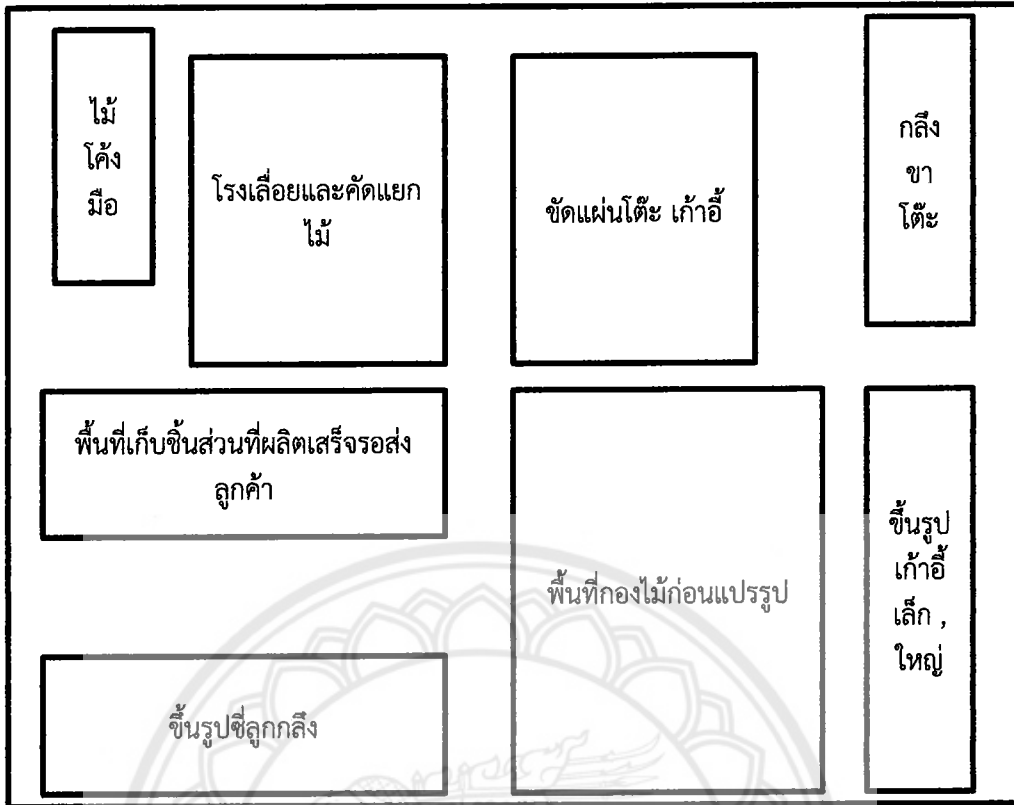 ไม้
โค้ง
มือ
โรงเลื่อยและคัดแยก
ไม้
ขัดแผ่นโต๊ะ เก้าอี้
กลึง
ขา
โต๊ะ
พื้นที่เก็บชิ้นส่วนที่ผลิตเสร็จรอส่ง
ลูกค้า
พื้นที่กองไม้ก่อนแปรรูป
ขึ้นรูป
เก้าอี้
เล็ก ,
ใหญ่
ขึ้นรูปซี่ลูกกลึง